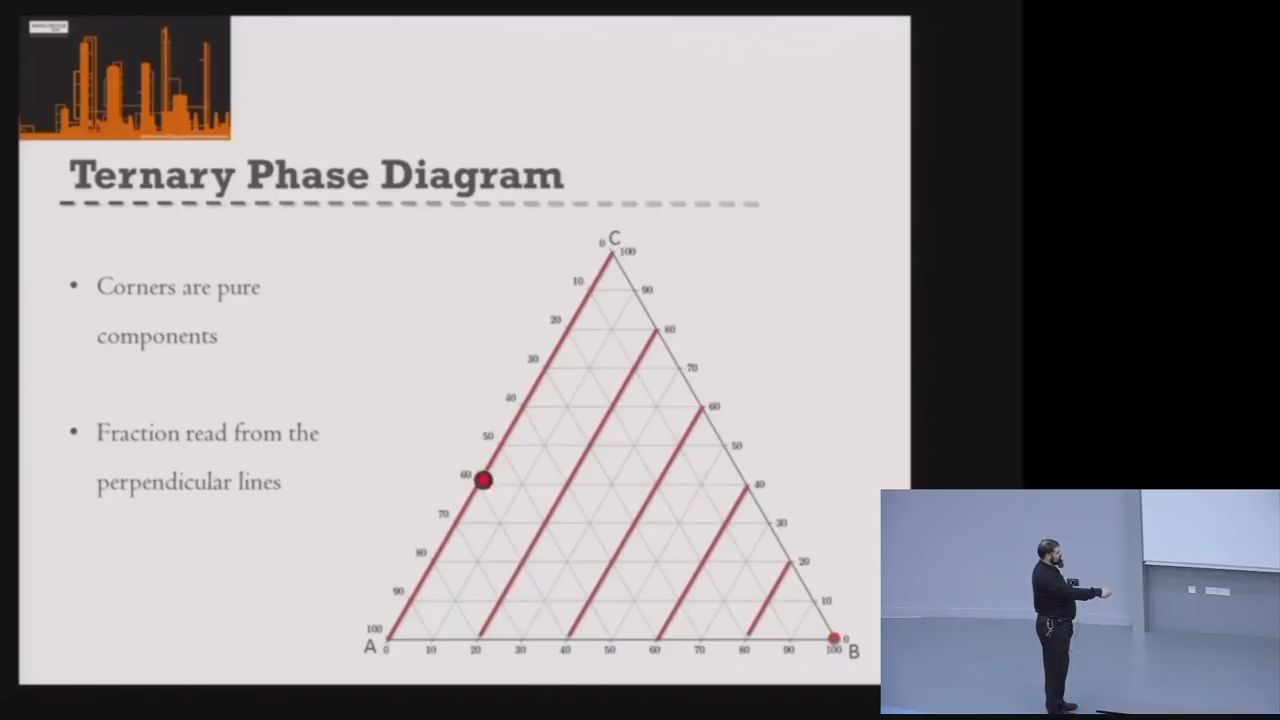 Ternary Phase Diagram
• Corners are pure
components
• Fraction read from the
perpendicular lines
C
0 100
10 90
20 80
30 70
40 60
50 50
60 40
70 30
80 20
90 10
100 0
A B
0 10 20 30 40 50 60 70 80 90 100